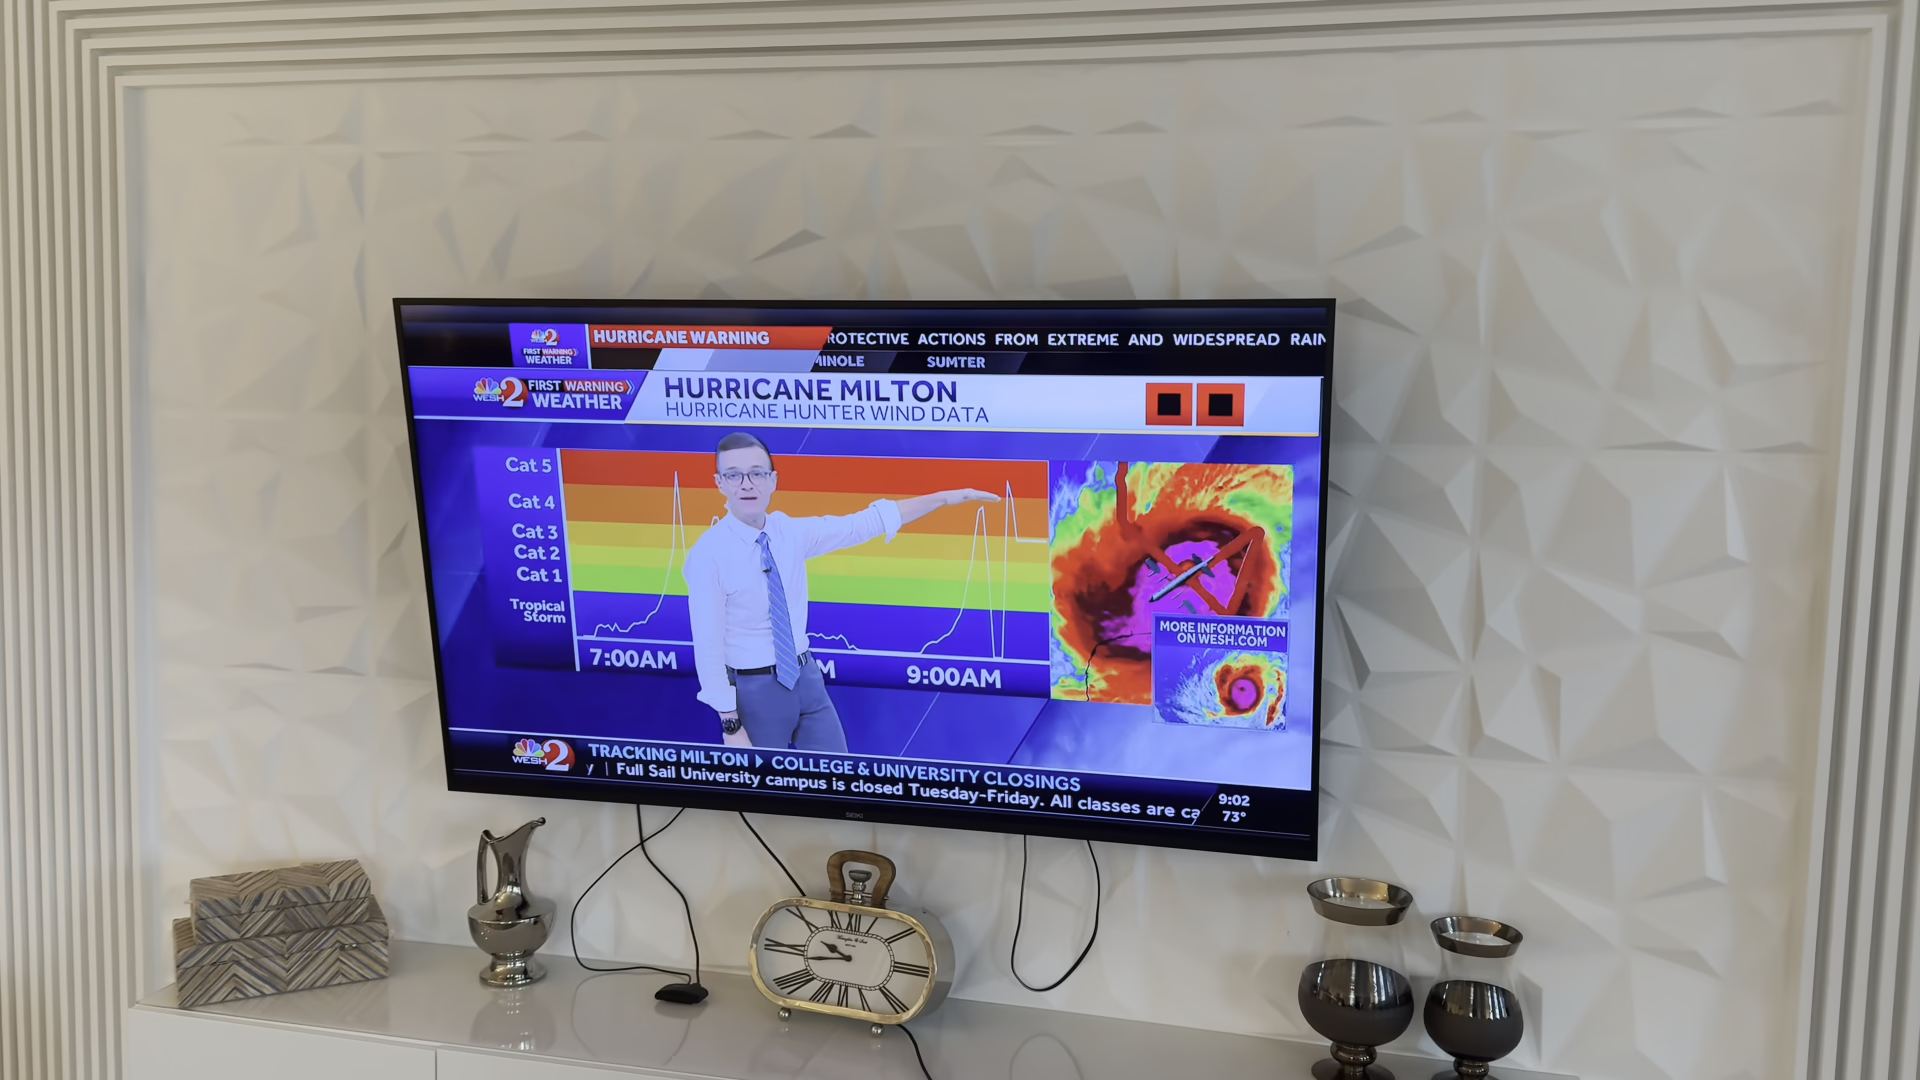 2
FIRST WARNING
WEATHER
HURRICANE WARNING
ROTECTIVE ACTIONS FROM EXTREME AND WIDESPREAD RAIN
MINOLE SUMTER
WESH 2
FIRST WARNING
WEATHER
HURRICANE MILTON
HURRICANE HUNTER WIND DATA
Cat 5
Cat 4
Cat 3
Cat 2
Cat 1
Tropical
Storm
7:00AM
M
9:00AM
MORE INFORMATION
ON WESH.COM
WESH 2
TRACKING MILTON COLLEGE & UNIVERSITY CLOSINGS
y | Full Sail University campus is closed Tuesday-Friday. All classes are ca
9:02
73°
SEIKI